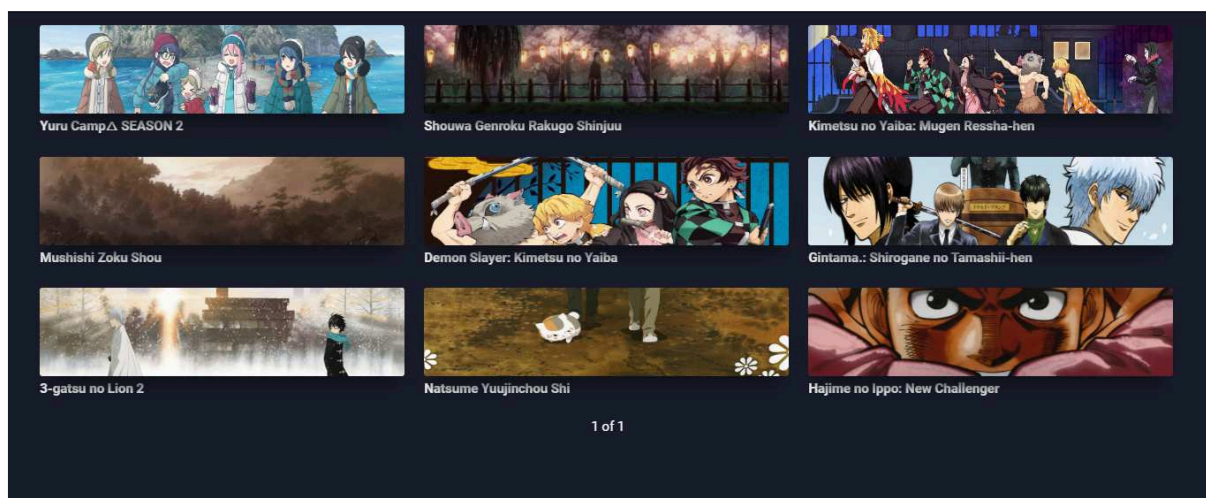 Yuru Camp△ SEASON 2
Shouwa Genroku Rakugo Shinjuu
Kimetsu no Yaiba: Mugen Ressha-hen
Mushishi Zoku Shou
Demon Slayer: Kimetsu no Yaiba
Gintama.: Shirogane no Tamashii-hen
3-gatsu no Lion 2
Natsume Yuujinchou Shi
Hajime no Ippo: New Challenger
1 of 1